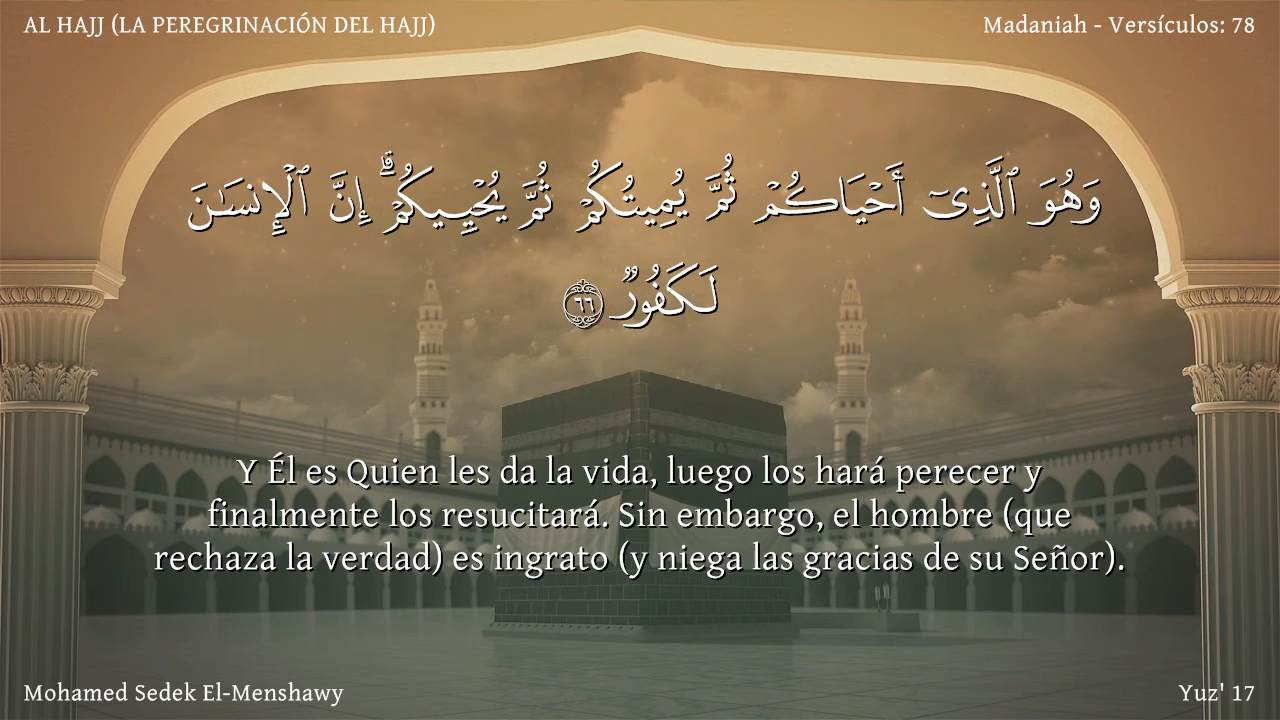 AL HAJJ (LA PEREGRINACIÓN DEL HAJJ)
Madaniah - Versículos: 78
وَهُوَ ٱلَّذِىٓ أَحْيَاكُمْ ثُمَّ يُمِيتُكُمْ ثُمَّ يُحْيِيكُمْ ۗ إِنَّ ٱلْإِنسَـٰنَ
لَكَفُورٌ ٦٦
Y Él es Quien les da la vida, luego los hará perecer y
finalmente los resucitará. Sin embargo, el hombre (que
rechaza la verdad) es ingrato (y niega las gracias de su Señor).
Mohamed Sedek El-Menshawy
Yuz' 17